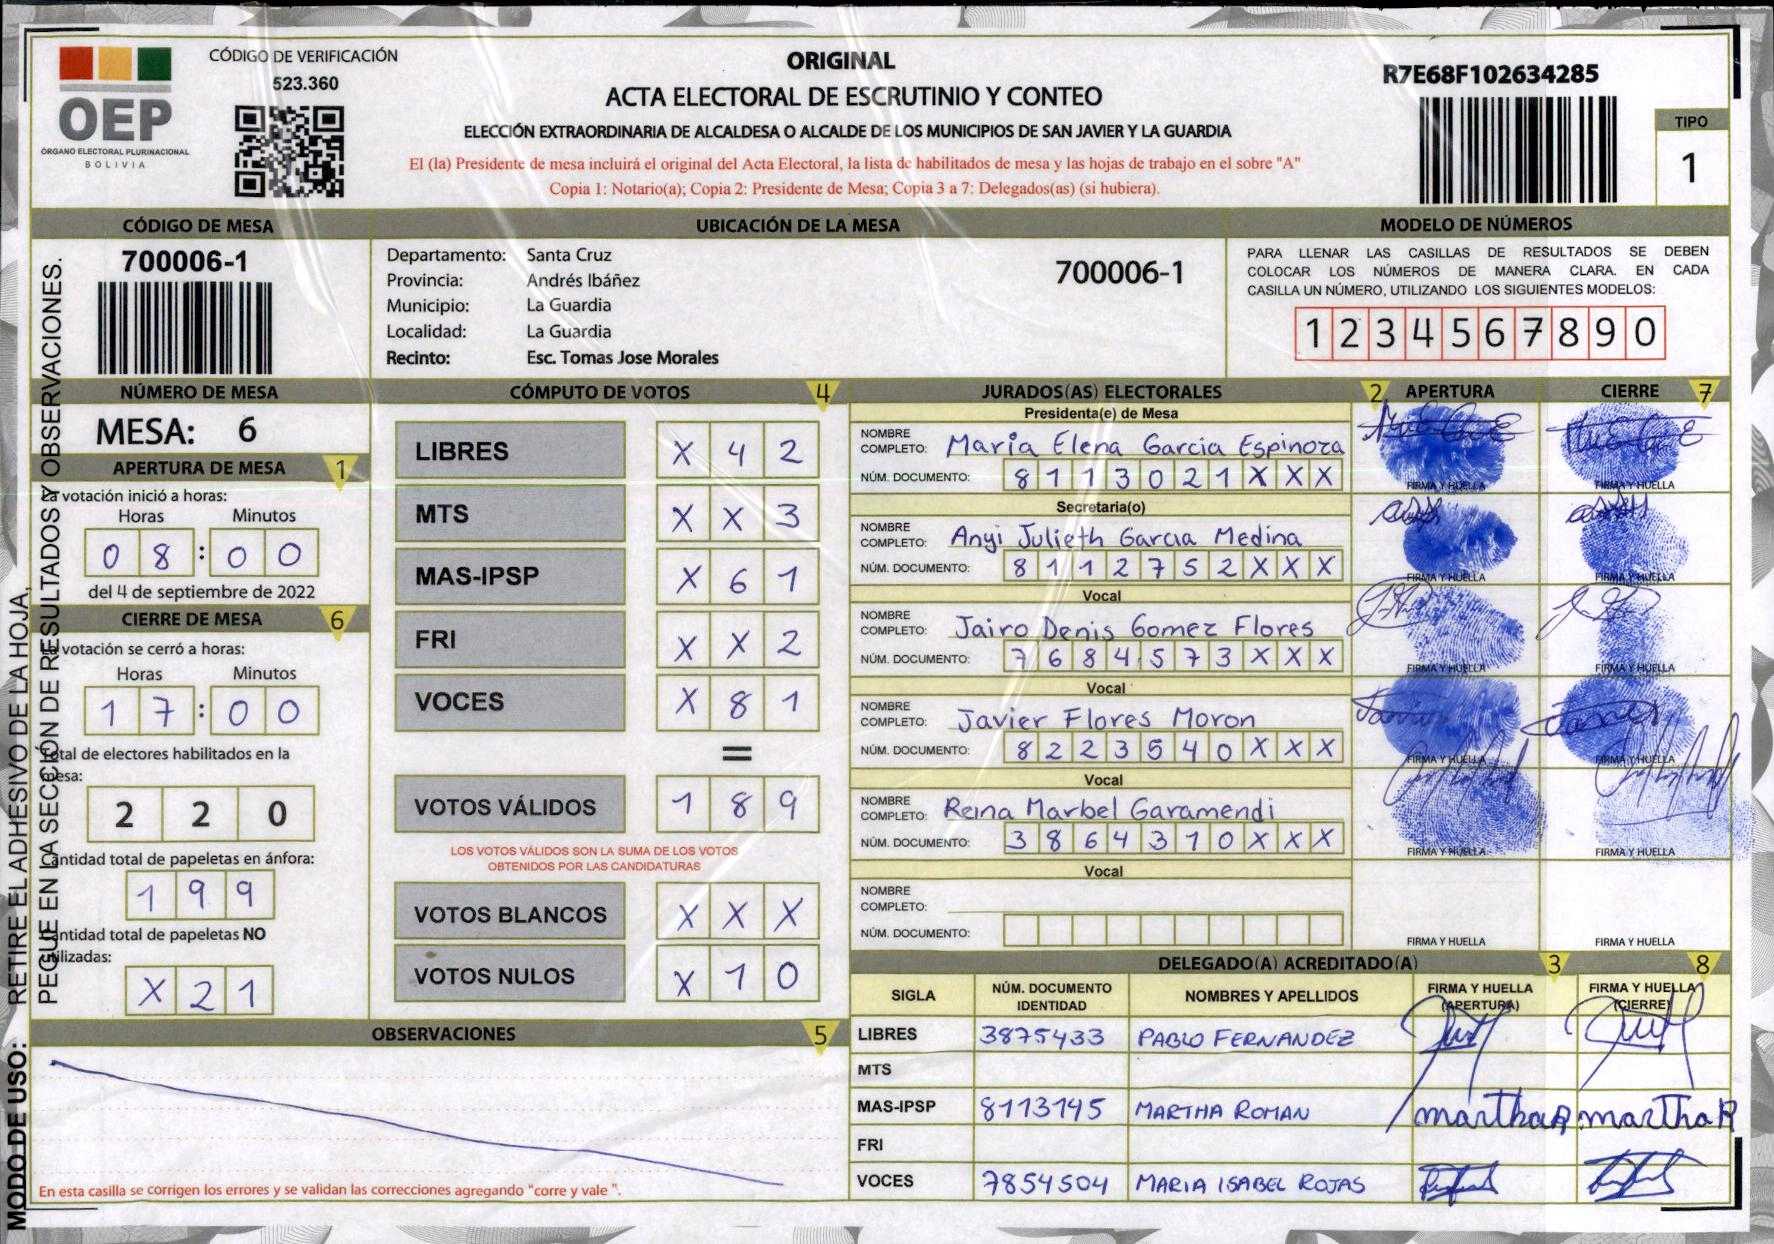 CÓDIGO DE VERIFICACIÓN
523.360
OEP
ÓRGANO ELECTORAL PLURINACIONAL
BOLIVIA
ORIGINAL
ACTA ELECTORAL DE ESCRUTINIO Y CONTEO
ELECCIÓN EXTRAORDINARIA DE ALCALDESA O ALCALDE DE LOS MUNICIPIOS DE SAN JAVIER Y LA GUARDIA
El (la) Presidente de mesa incluirá el original del Acta Electoral, la lista de habilitados de mesa y las hojas de trabajo en el sobre "A"
Copia 1: Notario(a); Copia 2: Presidente de Mesa; Copia 3 a 7: Delegados(as) (si hubiera).
R7E68F102634285
TIPO
1
CÓDIGO DE MESA
700006-1
UBICACIÓN DE LA MESA
Departamento: Santa Cruz
Provincia: Andrés Ibáñez
Municipio: La Guardia
Localidad: La Guardia
Recinto: Esc. Tomas Jose Morales
700006-1
MODELO DE NÚMEROS
PARA LLENAR LAS CASILLAS DE RESULTADOS SE DEBEN
COLOCAR LOS NÚMEROS DE MANERA CLARA. EN CADA
CASILLA UN NÚMERO, UTILIZANDO LOS SIGUIENTES MODELOS:
1 2 3 4 5 6 7 8 9 0
NÚMERO DE MESA
MESA: 6
APERTURA DE MESA 1
La votación inició a horas:
Horas Minutos
0 8 : 0 0
del 4 de septiembre de 2022
CIERRE DE MESA 6
La votación se cerró a horas:
Horas Minutos
1 7 : 0 0
Total de electores habilitados en la
mesa:
2 2 0
Cantidad total de papeletas en ánfora:
1 9 9
Cantidad total de papeletas NO
utilizadas:
X 2 1
MODO DE USO: RETIRE EL ADHESIVO DE LA HOJA,
PEGUE EN LA SECCIÓN DE RESULTADOS Y OBSERVACIONES.
CÓMPUTO DE VOTOS 4
LIBRES X 4 2
MTS X X 3
MAS-IPSP X 6 1
FRI X X 2
VOCES X 8 1
=
VOTOS VÁLIDOS 1 8 9
LOS VOTOS VÁLIDOS SON LA SUMA DE LOS VOTOS
OBTENIDOS POR LAS CANDIDATURAS
VOTOS BLANCOS X X X
VOTOS NULOS X 1 0
OBSERVACIONES 5
En esta casilla se corrigen los errores y se validan las correcciones agregando "corre y vale ".
JURADOS(AS) ELECTORALES 2 APERTURA CIERRE 7
Presidenta(e) de Mesa
NOMBRE
COMPLETO: Maria Elena Garcia Espinoza
NÚM. DOCUMENTO: 8 1 1 3 0 2 1 X X X
FIRMA Y HUELLA FIRMA Y HUELLA
Secretaria(o)
NOMBRE
COMPLETO: Anyi Julieth Garcia Medina
NÚM. DOCUMENTO: 8 1 1 2 7 5 2 X X X
FIRMA Y HUELLA FIRMA Y HUELLA
Vocal
NOMBRE
COMPLETO: Jairo Denis Gomez Flores
NÚM. DOCUMENTO: 7 6 8 4 5 7 3 X X X
FIRMA Y HUELLA FIRMA Y HUELLA
Vocal
NOMBRE
COMPLETO: Javier Flores Moron
NÚM. DOCUMENTO: 8 2 2 3 5 4 0 X X X
FIRMA Y HUELLA FIRMA Y HUELLA
Vocal
NOMBRE
COMPLETO: Reina Marbel Garamendi
NÚM. DOCUMENTO: 3 8 6 4 3 1 0 X X X
FIRMA Y HUELLA FIRMA Y HUELLA
Vocal
NOMBRE
COMPLETO:
NÚM. DOCUMENTO:
FIRMA Y HUELLA FIRMA Y HUELLA
DELEGADO(A) ACREDITADO(A) 3 8
SIGLA NÚM. DOCUMENTO IDENTIDAD NOMBRES Y APELLIDOS FIRMA Y HUELLA (APERTURA) FIRMA Y HUELLA (CIERRE)
LIBRES 3875433 PABLO FERNANDEZ
MTS
MAS-IPSP 8113145 MARTHA ROMAN marthaR marthaR
FRI
VOCES 7854504 MARIA ISABEL ROJAS